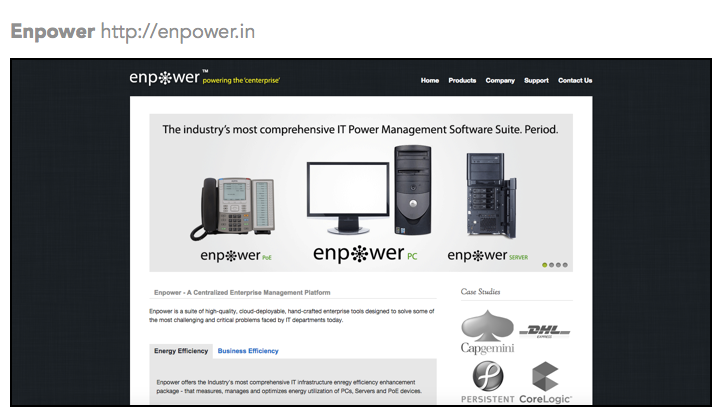 Enpower http://enpower.in
enpower™ powering the 'centerprise'
Home Products Company Support Contact Us
The industry's most comprehensive IT Power Management Software Suite. Period.
enpower PoE
enpower PC
enpower SERVER
Enpower - A Centralized Enterprise Management Platform
Case Studies
Enpower is a suite of high-quality, cloud-deployable, hand-crafted enterprise tools designed to solve some of
the most challenging and critical problems faced by IT departments today.
Capgemini
DHL
EXPRESS
Energy Efficiency Business Efficiency
Enpower offers the Industry's most comprehensive IT infrastructure enregy efficiency enhancement
package - that measures, manages and optimizes energy utilization of PCs, Servers and PoE devices.
PERSISTENT
CoreLogic